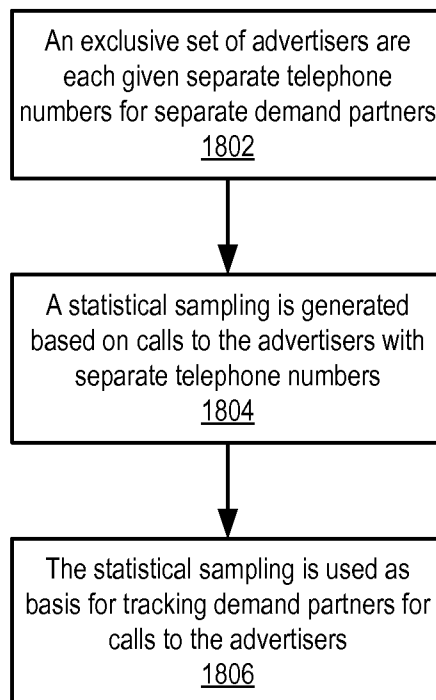 An exclusive set of advertisers are
each given separate telephone
numbers for separate demand partners
1802
A statistical sampling is generated
based on calls to the advertisers with
separate telephone numbers
1804
The statistical sampling is used as
basis for tracking demand partners for
calls to the advertisers
1806